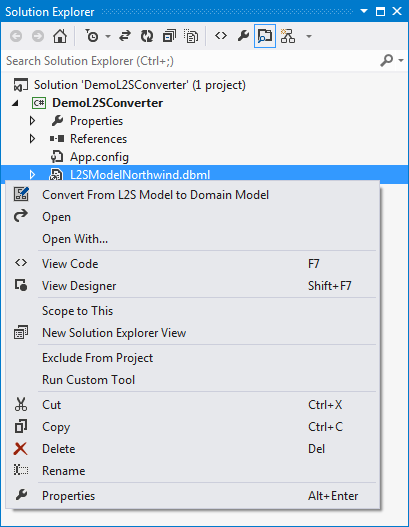 Solution Explorer
Search Solution Explorer (Ctrl+;)
Solution 'DemoL2SConverter' (1 project)
C# DemoL2SConverter
Properties
References
App.config
L2SModelNorthwind.dbml
Convert From L2S Model to Domain Model
Open
Open With...
View Code F7
View Designer Shift+F7
Scope to This
New Solution Explorer View
Exclude From Project
Run Custom Tool
Cut Ctrl+X
Copy Ctrl+C
Delete Del
Rename
Properties Alt+Enter